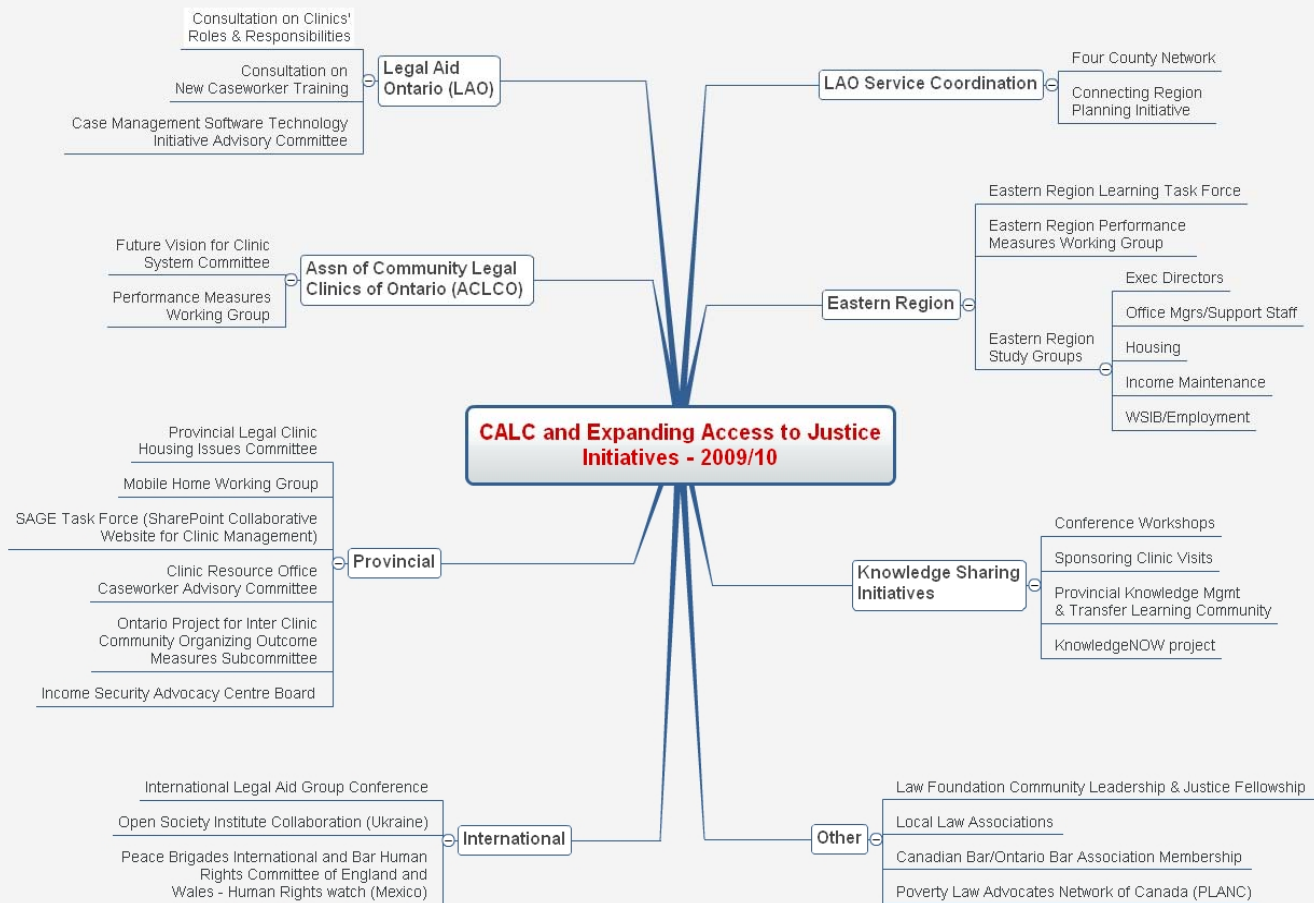 CALC and Expanding Access to Justice
Initiatives - 2009/10
Legal Aid
Ontario (LAO)
Consultation on Clinics'
Roles & Responsibilities
Consultation on
New Caseworker Training
Case Management Software Technology
Initiative Advisory Committee
Assn of Community Legal
Clinics of Ontario (ACLCO)
Future Vision for Clinic
System Committee
Performance Measures
Working Group
Provincial
Provincial Legal Clinic
Housing Issues Committee
Mobile Home Working Group
SAGE Task Force (SharePoint Collaborative
Website for Clinic Management)
Clinic Resource Office
Caseworker Advisory Committee
Ontario Project for Inter Clinic
Community Organizing Outcome
Measures Subcommittee
Income Security Advocacy Centre Board
International
International Legal Aid Group Conference
Open Society Institute Collaboration (Ukraine)
Peace Brigades International and Bar Human
Rights Committee of England and
Wales - Human Rights watch (Mexico)
LAO Service Coordination
Four County Network
Connecting Region
Planning Initiative
Eastern Region
Eastern Region Learning Task Force
Eastern Region Performance
Measures Working Group
Eastern Region
Study Groups
Exec Directors
Office Mgrs/Support Staff
Housing
Income Maintenance
WSIB/Employment
Knowledge Sharing
Initiatives
Conference Workshops
Sponsoring Clinic Visits
Provincial Knowledge Mgmt
& Transfer Learning Community
KnowledgeNOW project
Other
Law Foundation Community Leadership & Justice Fellowship
Local Law Associations
Canadian Bar/Ontario Bar Association Membership
Poverty Law Advocates Network of Canada (PLANC)